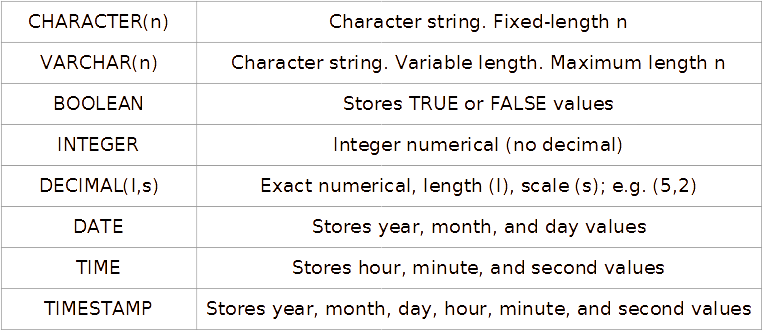 CHARACTER(n) Character string. Fixed-length n
VARCHAR(n) Character string. Variable length. Maximum length n
BOOLEAN Stores TRUE or FALSE values
INTEGER Integer numerical (no decimal)
DECIMAL(l,s) Exact numerical, length (l), scale (s); e.g. (5,2)
DATE Stores year, month, and day values
TIME Stores hour, minute, and second values
TIMESTAMP Stores year, month, day, hour, minute, and second values